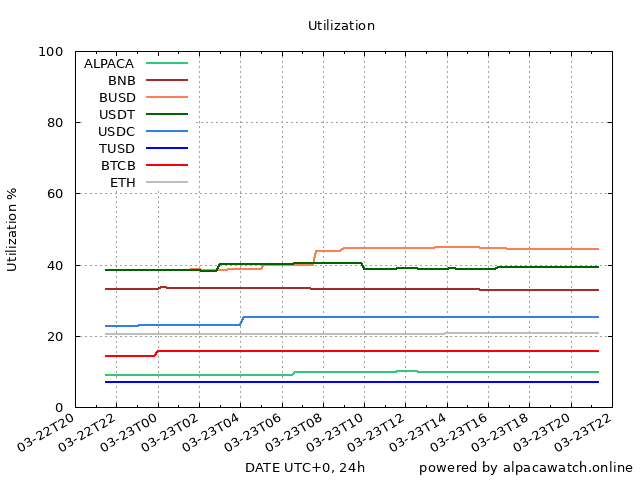 Utilization
Utilization %
100
80
60
40
20
0
ALPACA
BNB
BUSD
USDT
USDC
TUSD
BTCB
ETH
03-22T20
03-22T22
03-23T00
03-23T02
03-23T04
03-23T06
03-23T08
03-23T10
03-23T12
03-23T14
03-23T16
03-23T18
03-23T20
03-23T22
DATE UTC+0, 24h
powered by alpacawatch.online